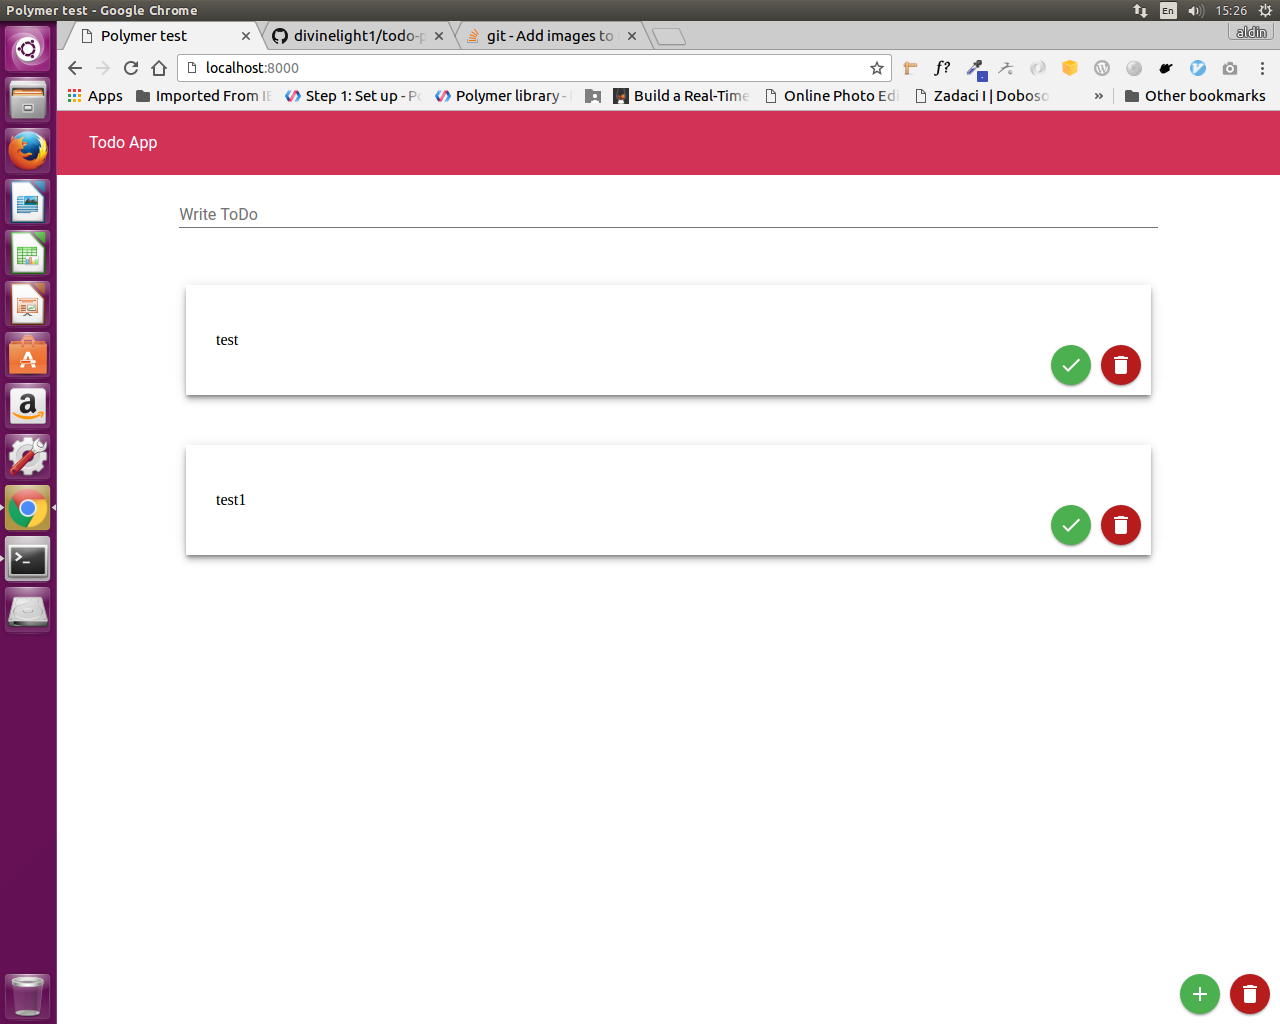 Polymer test - Google Chrome
En
15:26
Polymer test
divinelight1/todo-p
git - Add images to
aldin
localhost:8000
f?
Apps
Imported From IE
Step 1: Set up - Po
Polymer library -
Build a Real-Time
Online Photo Edi
Zadaci I | Doboso
»
Other bookmarks
Todo App
Write ToDo
test
test1